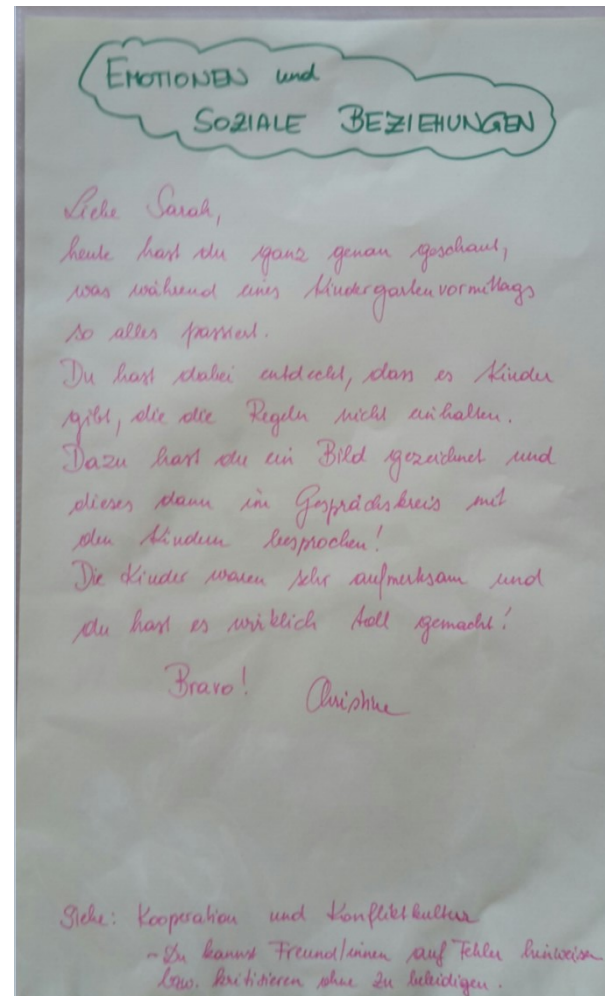 EMOTIONEN und
SOZIALE BEZIEHUNGEN
Liebe Sarah,
heute hast du ganz genau geschaut,
was während eines Kindergartenvormittags
so alles passiert.
Du hast dabei entdeckt, dass es Kinder
gibt, die die Regeln nicht einhalten.
Dazu hast du ein Bild gezeichnet und
dieses dann im Gesprächskreis mit
den Kindern besprochen!
Die Kinder waren sehr aufmerksam und
du hast es wirklich toll gemacht!
Bravo! Christine
Siehe: Kooperation und Konfliktkultur
- Du kannst Freund/innen auf Fehler hinweisen
bzw. kritisieren ohne zu beleidigen.